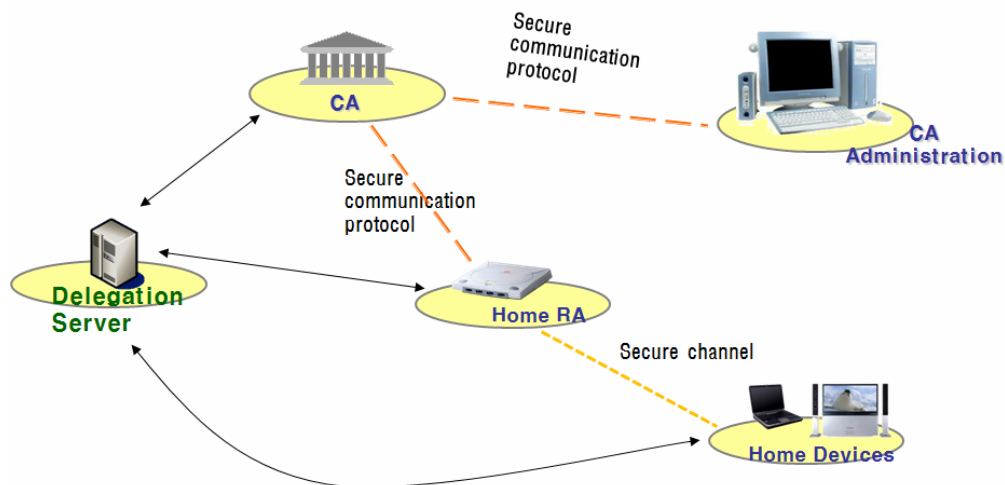 Secure
communication
protocol
CA
CA
Administration
Secure
communication
protocol
Delegation
Server
Home RA
Secure channel
Home Devices